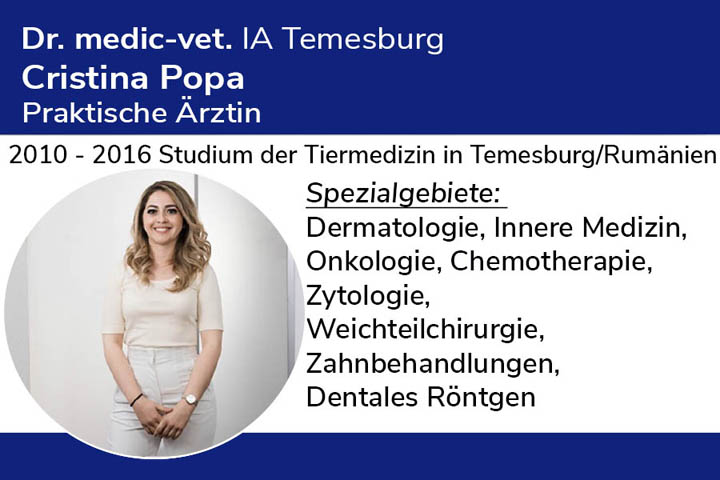 Dr. medic-vet. IA Temesburg
Cristina Popa
Praktische Ärztin
2010 - 2016 Studium der Tiermedizin in Temesburg/Rumänien
Spezialgebiete:
Dermatologie, Innere Medizin,
Onkologie, Chemotherapie,
Zytologie,
Weichteilchirurgie,
Zahnbehandlungen,
Dentales Röntgen